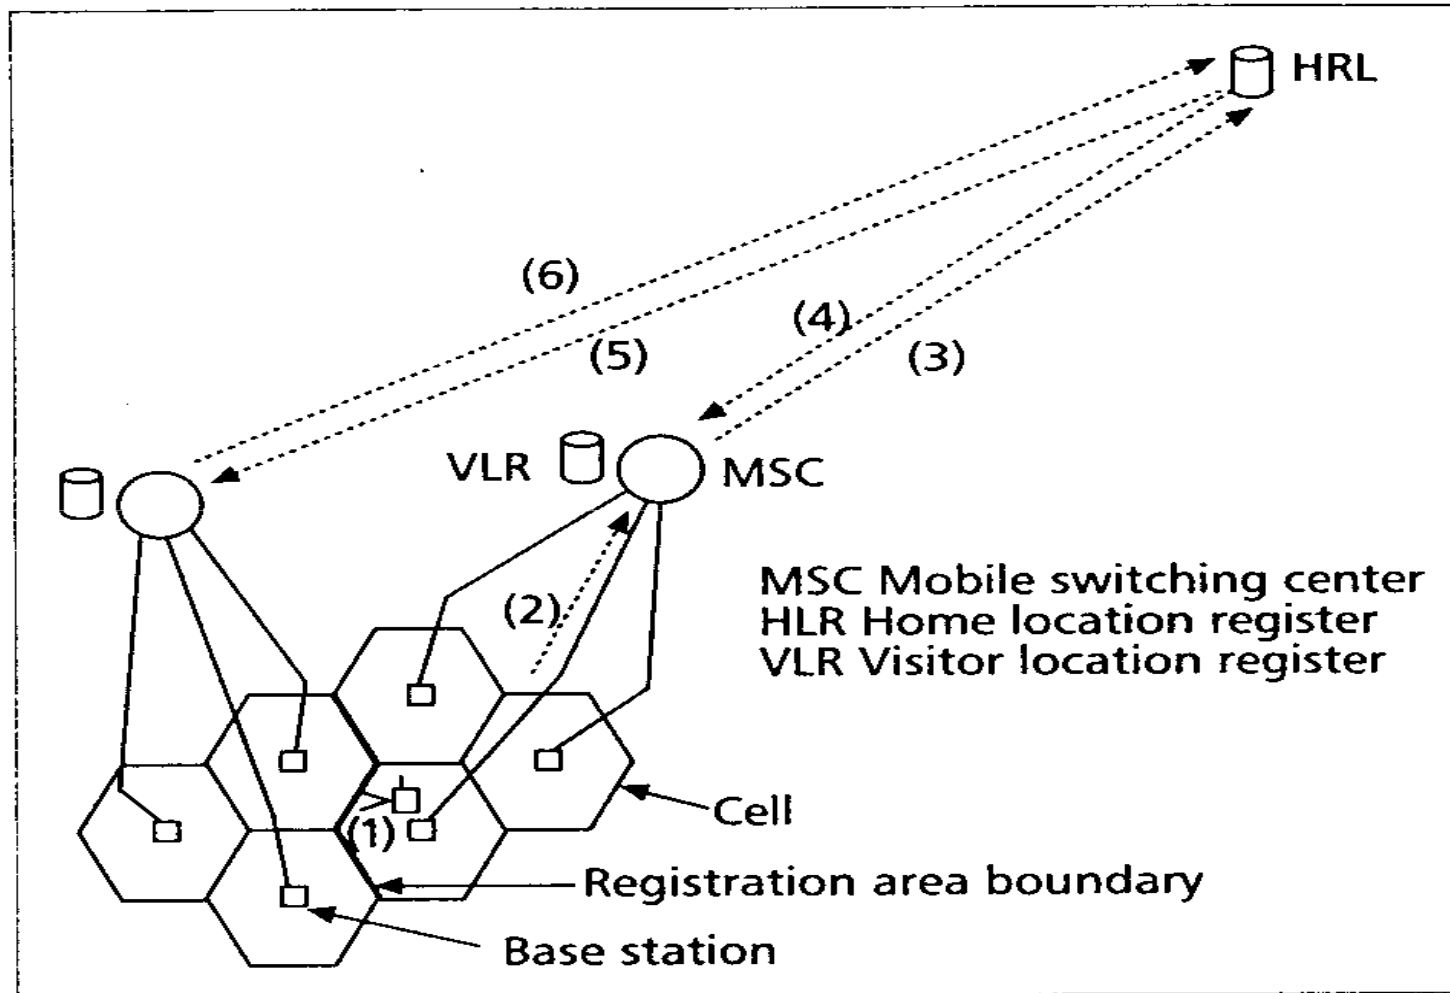 HRL
(6)
(4)
(5)
(3)
VLR
MSC
MSC Mobile switching center
HLR Home location register
VLR Visitor location register
(2)
Cell
(1)
Registration area boundary
Base station